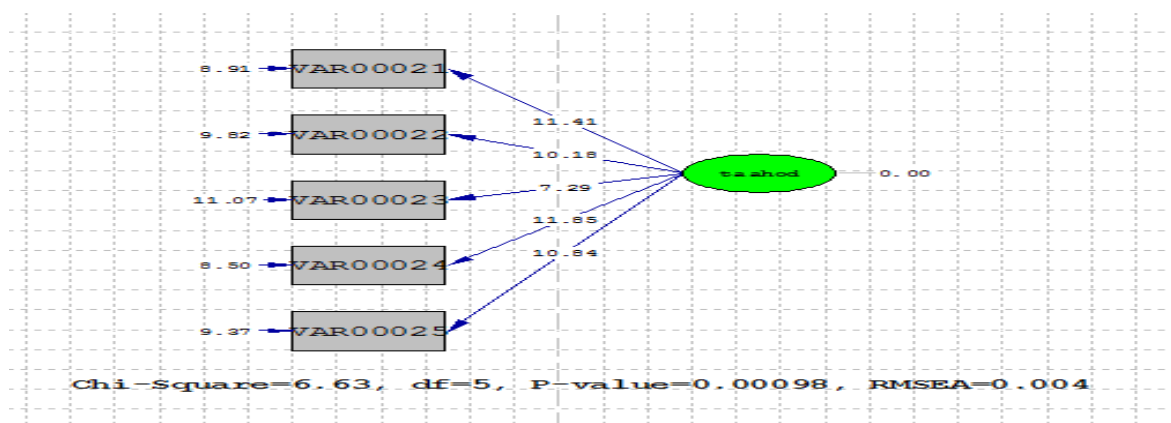 8.91 VAR00021
11.41
9.82 VAR00022
10.18
taahod 0.00
7.29
11.07 VAR00023
11.85
10.84
8.50 VAR00024
9.37 VAR00025
Chi-Square=6.63, df=5, P-value=0.00098, RMSEA=0.004